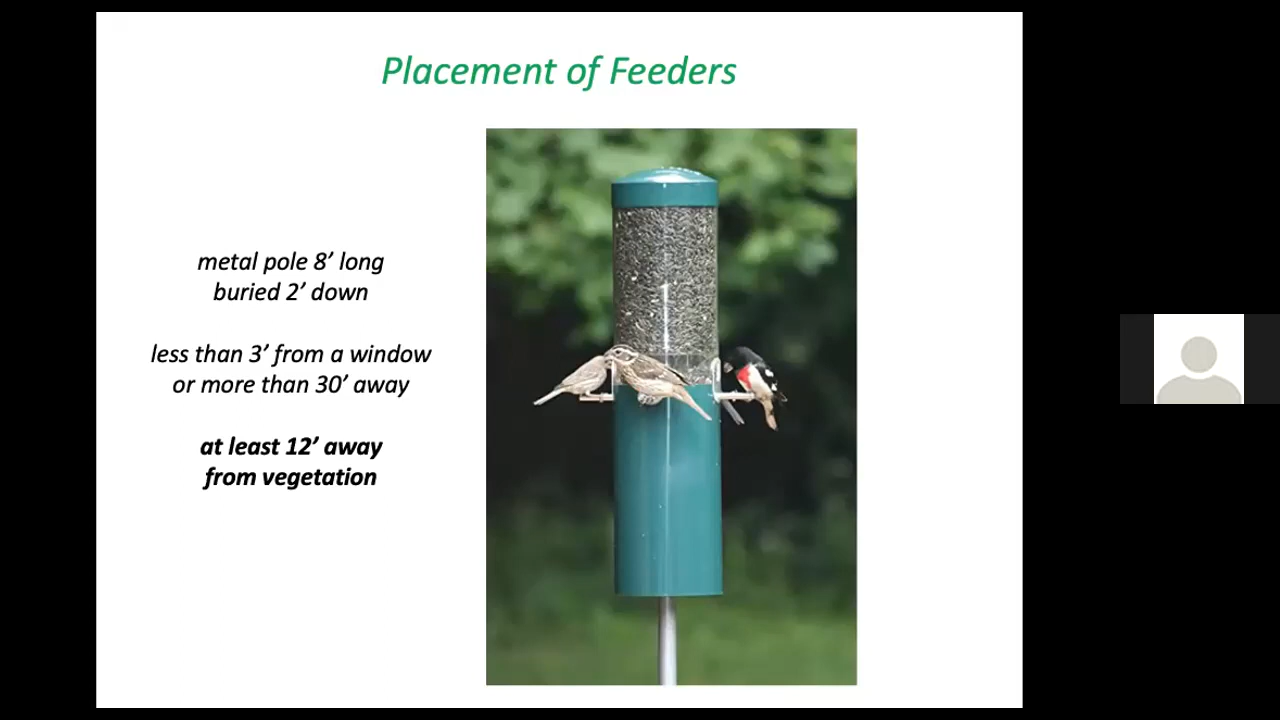 Placement of Feeders
metal pole 8’ long
buried 2’ down
less than 3’ from a window
or more than 30’ away
at least 12’ away
from vegetation